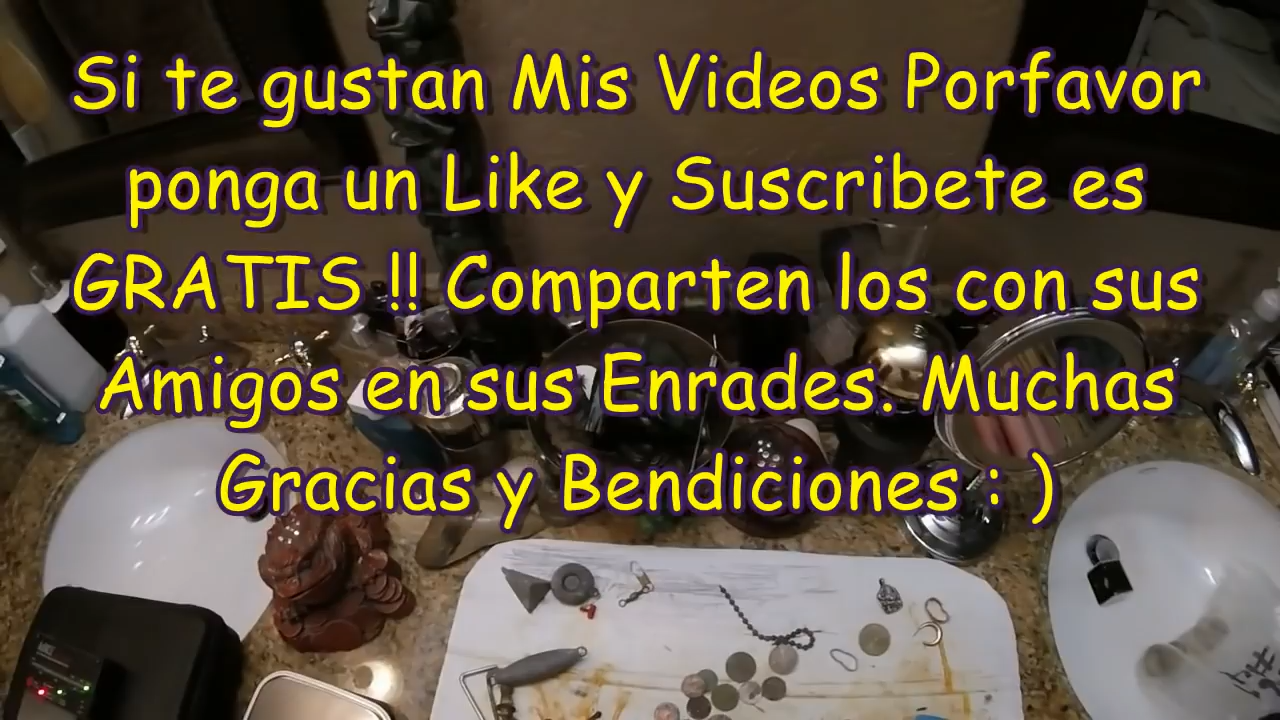 Si te gustan Mis Videos Porfavor
ponga un Like y Suscribete es
GRATIS !! Comparten los con sus
Amigos en sus Enrades. Muchas
Gracias y Bendiciones : )